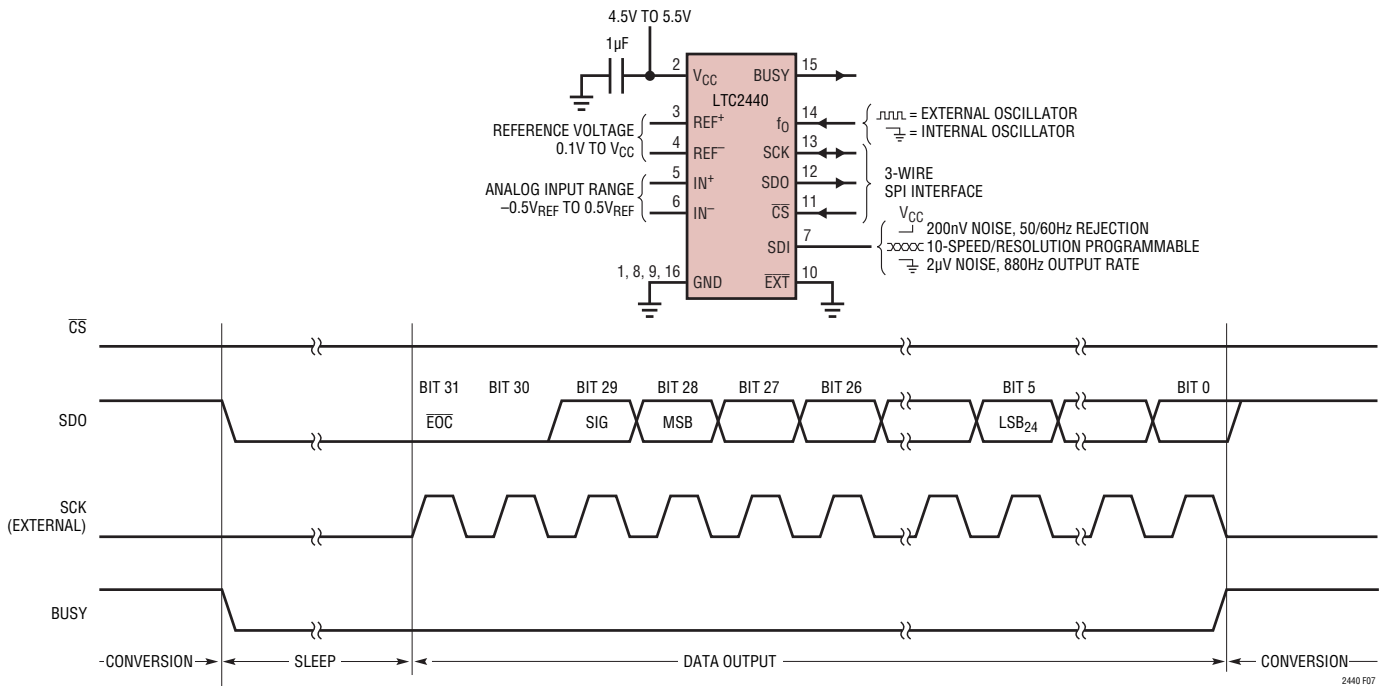 4.5V TO 5.5V
1µF
2 VCC BUSY 15
LTC2440
3 REF+ fO 14
= EXTERNAL OSCILLATOR
= INTERNAL OSCILLATOR
REFERENCE VOLTAGE
0.1V TO VCC
4 REF– SCK 13
5 IN+ SDO 12
3-WIRE
SPI INTERFACE
ANALOG INPUT RANGE
–0.5VREF TO 0.5VREF
6 IN– CS 11
VCC
200nV NOISE, 50/60Hz REJECTION
SDI 7
10-SPEED/RESOLUTION PROGRAMMABLE
2µV NOISE, 880Hz OUTPUT RATE
1, 8, 9, 16 GND EXT 10
CS
BIT 31 BIT 30 BIT 29 BIT 28 BIT 27 BIT 26 BIT 5 BIT 0
SDO EOC SIG MSB LSB24
SCK
(EXTERNAL)
BUSY
CONVERSION SLEEP DATA OUTPUT CONVERSION
2440 F07